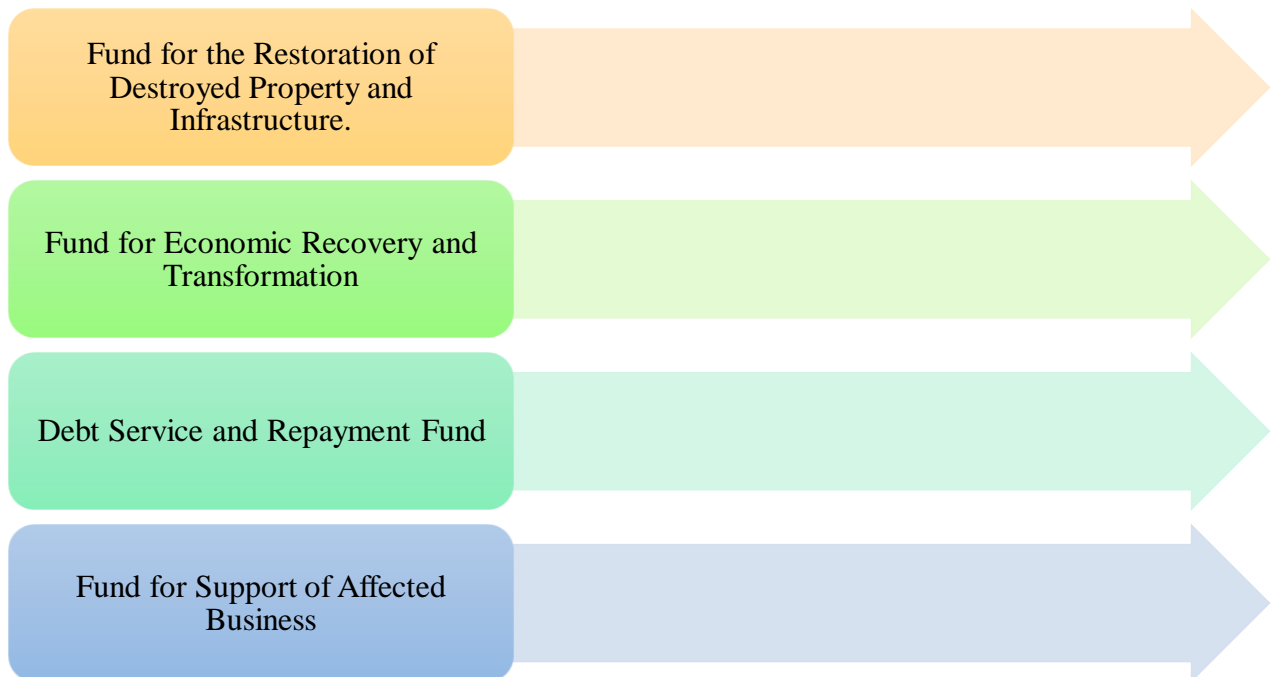 Fund for the Restoration of
Destroyed Property and
Infrastructure.
Fund for Economic Recovery and
Transformation
Debt Service and Repayment Fund
Fund for Support of Affected
Business